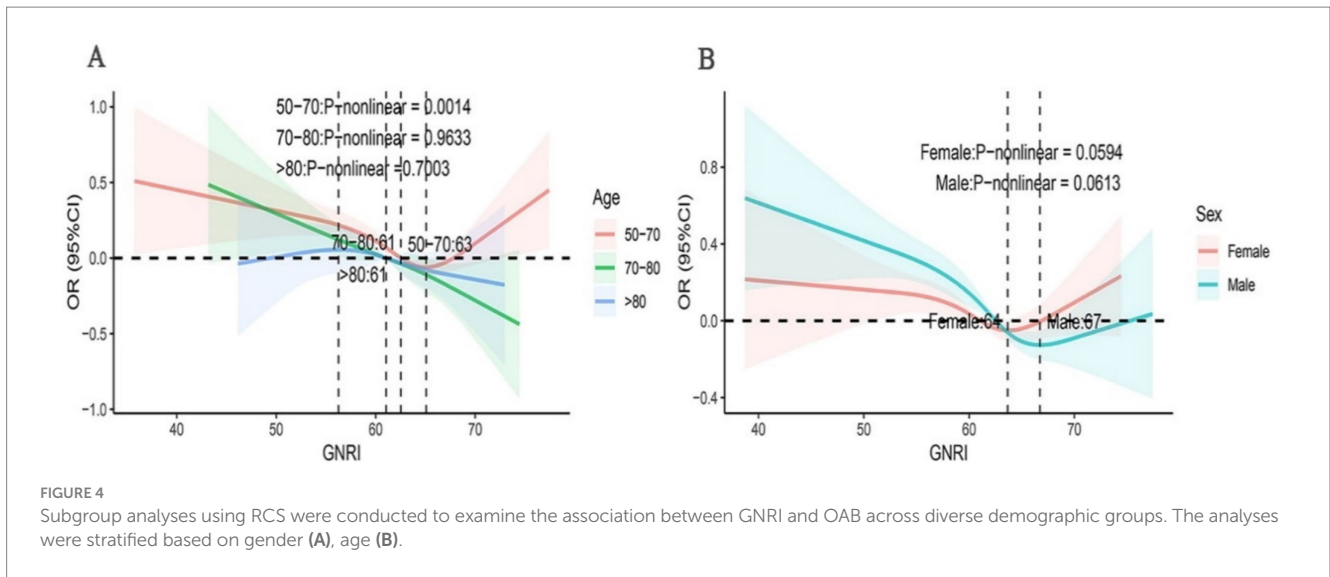 A
50-70:P-nonlinear = 0.0014
70-80:P-nonlinear = 0.9633
>80:P-nonlinear =0.7003
1.0
0.5
0.0
-0.5
-1.0
OR (95%CI)
70-80:61
50-70:63
>80:61
40
50
60
70
GNRI
Age
50-70
70-80
>80
B
Female:P-nonlinear = 0.0594
Male:P-nonlinear = 0.0613
0.8
0.4
0.0
-0.4
OR (95%CI)
Female:64
Male:67
40
50
60
70
GNRI
Sex
Female
Male
FIGURE 4
Subgroup analyses using RCS were conducted to examine the association between GNRI and OAB across diverse demographic groups. The analyses
were stratified based on gender (A), age (B).